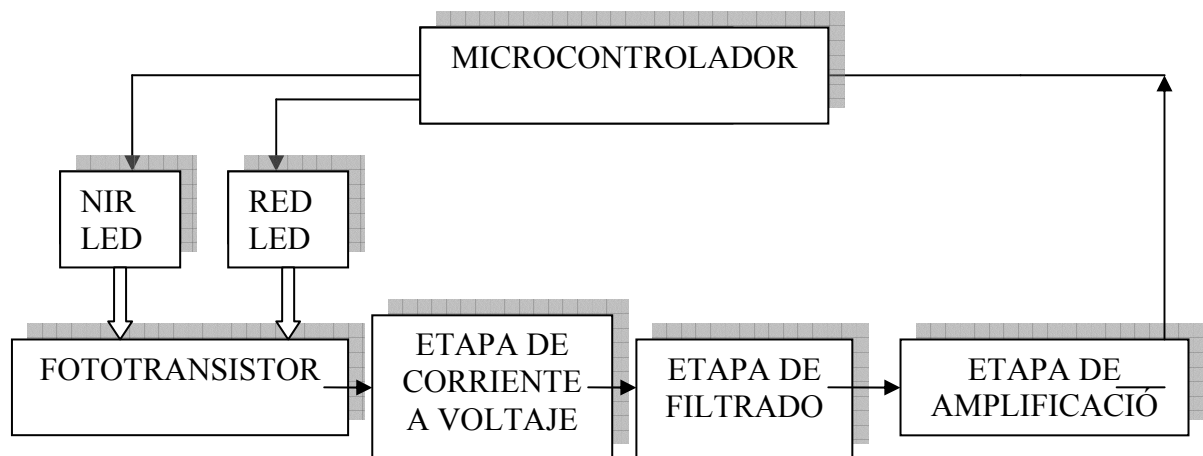 MICROCONTROLADOR
NIR
LED
RED
LED
FOTOTRANSISTOR
ETAPA DE
CORRIENTE
A VOLTAJE
ETAPA DE
FILTRADO
ETAPA DE
AMPLIFICACIÓ